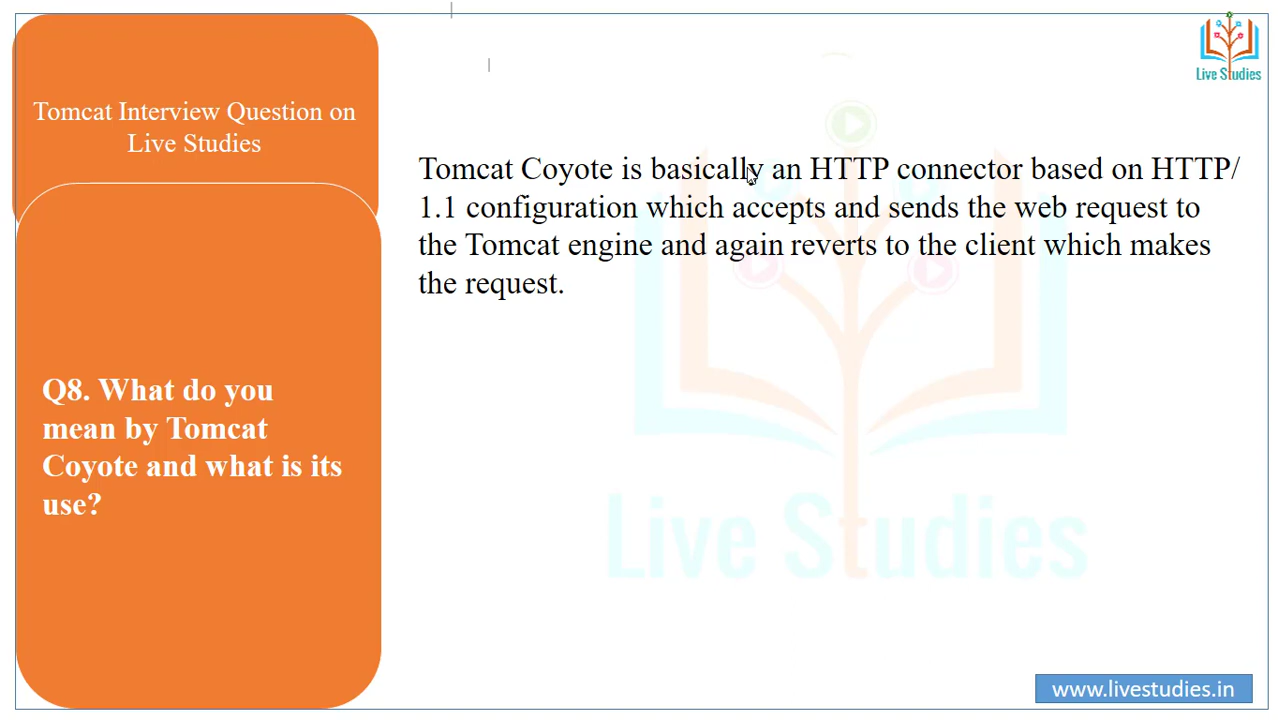 Tomcat Interview Question on
Live Studies
Q8. What do you
mean by Tomcat
Coyote and what is its
use?
Tomcat Coyote is basically an HTTP connector based on HTTP/
1.1 configuration which accepts and sends the web request to
the Tomcat engine and again reverts to the client which makes
the request.
Live Studies
Live Studies
www.livestudies.in